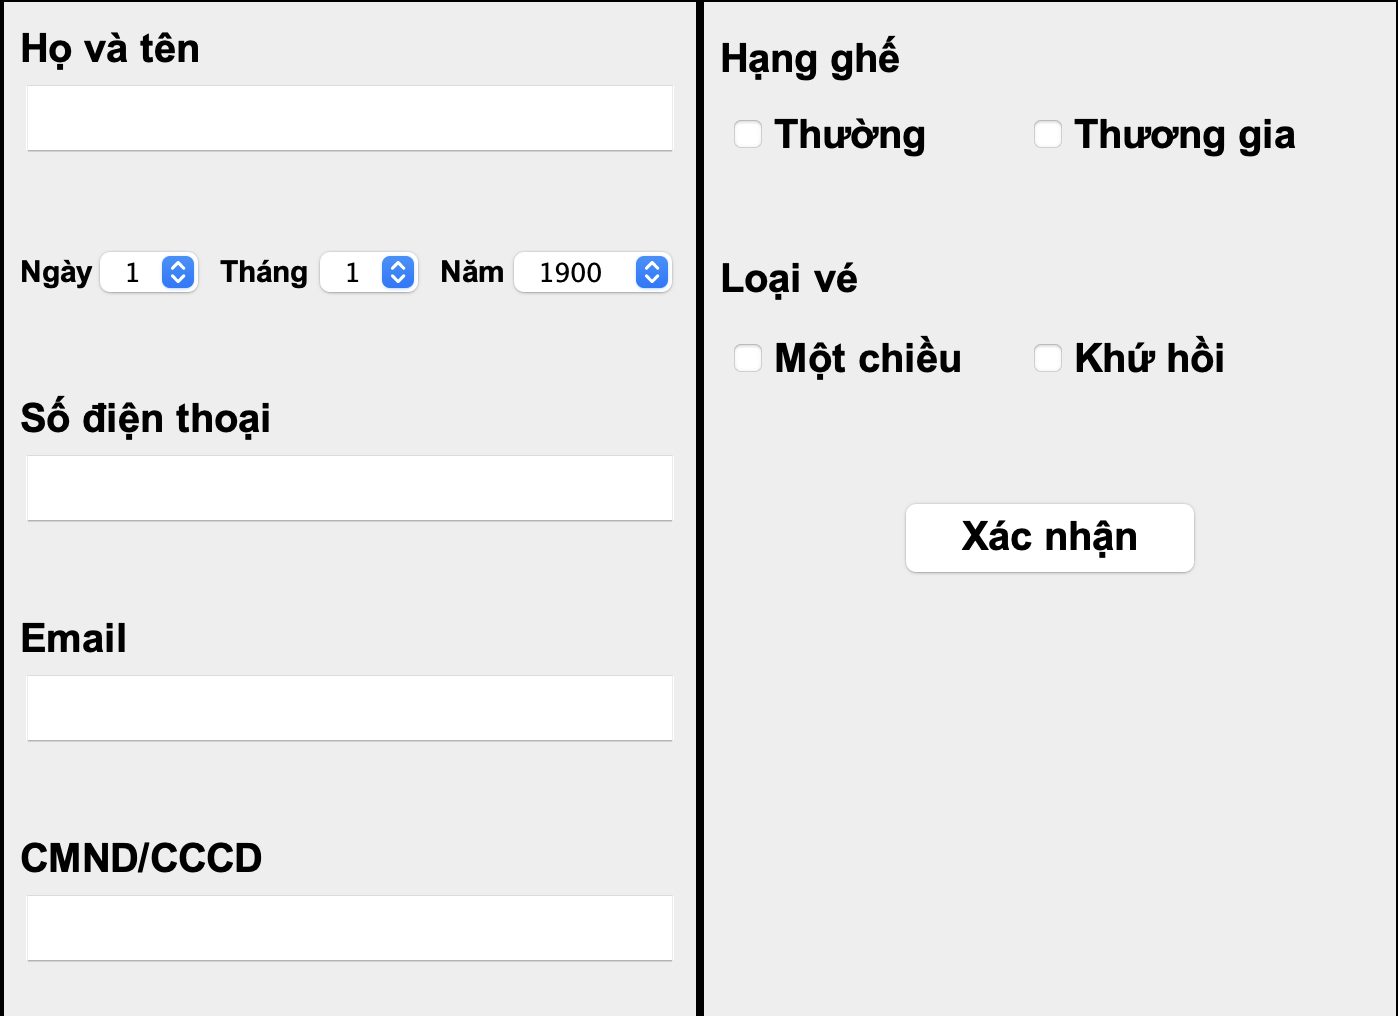 Họ và tên
Ngày 1 Tháng 1 Năm 1900
Số điện thoại
Email
CMND/CCCD
Hạng ghế
Thường Thương gia
Loại vé
Một chiều Khứ hồi
Xác nhận